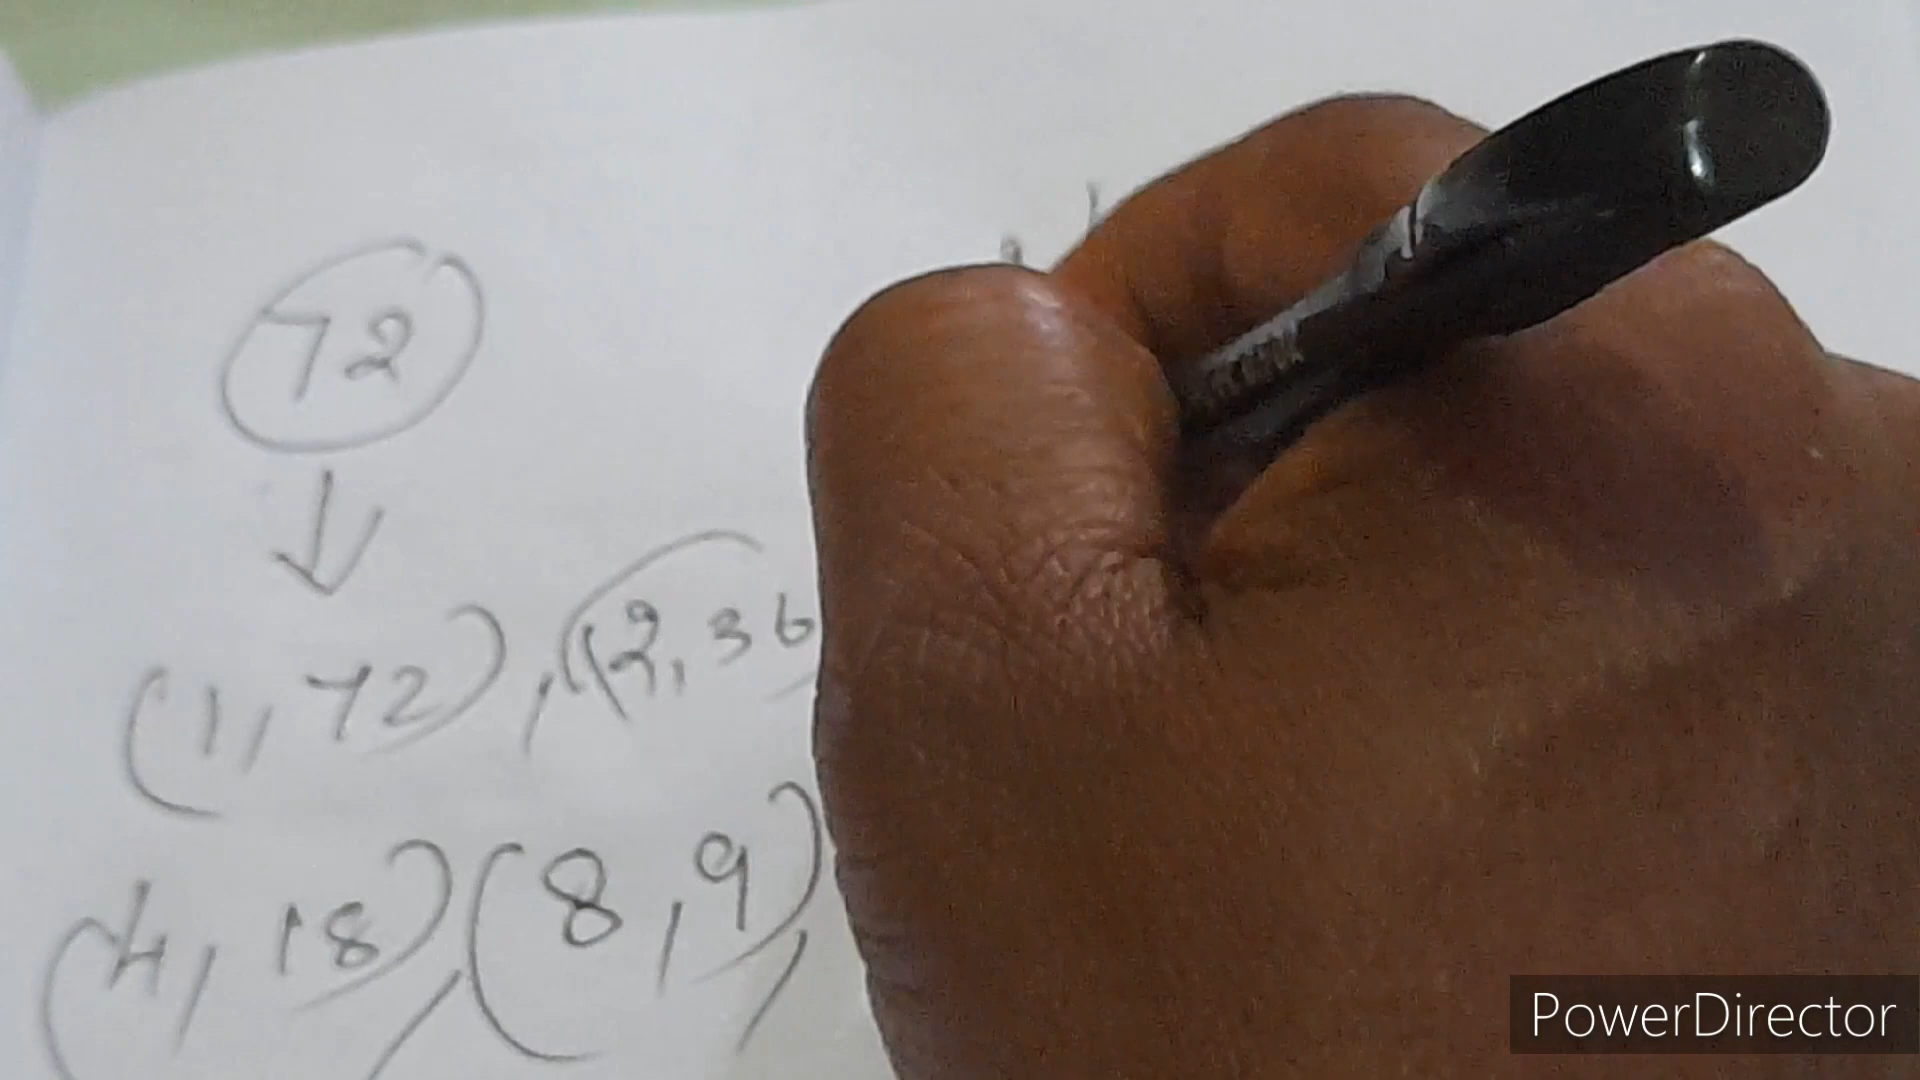 72
(1, 72), (2, 36
(4, 18), (8, 9),
PowerDirector